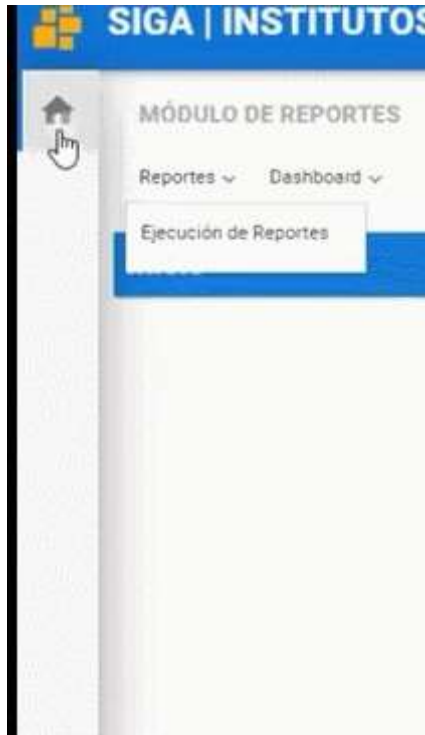 SIGA | INSTITUTOS
MÓDULO DE REPORTES
Reportes Dashboard
Ejecución de Reportes